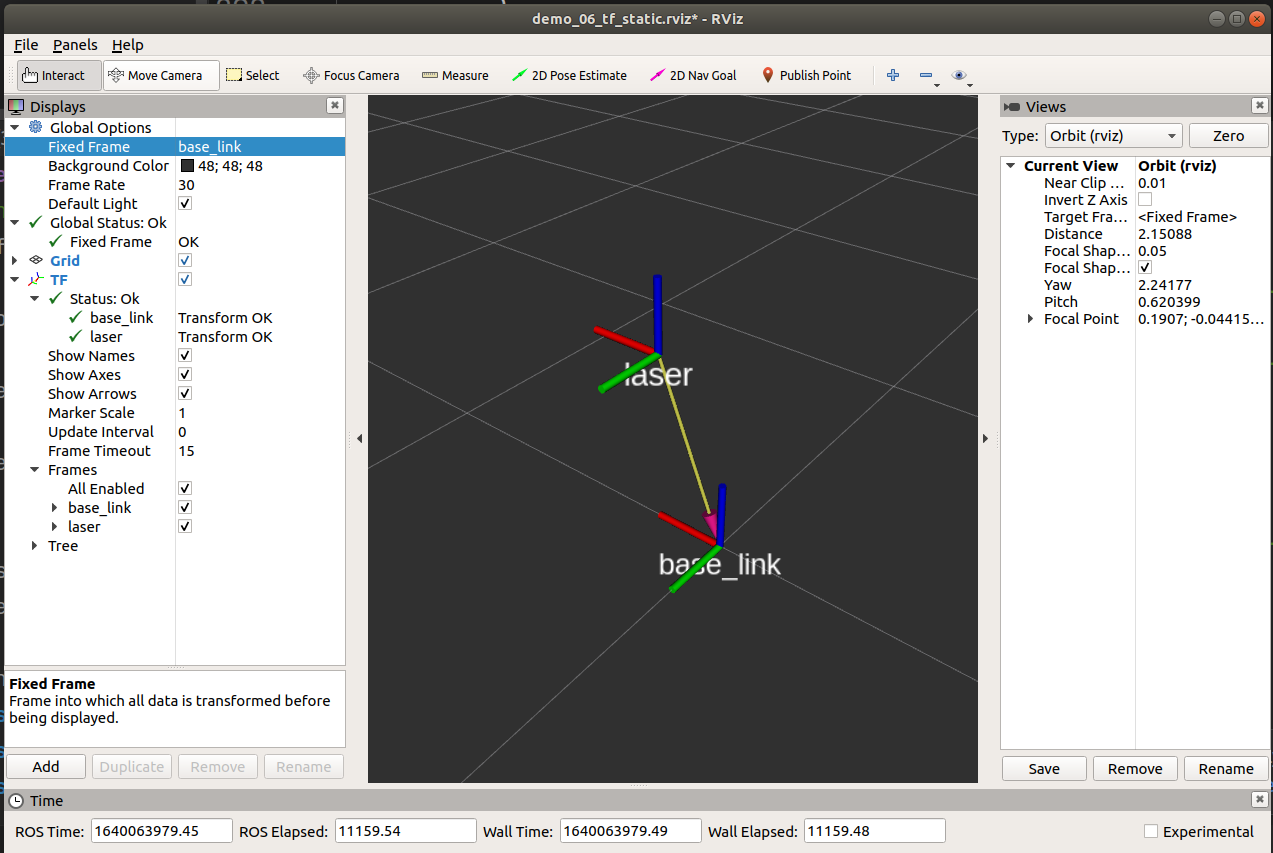 demo_06_tf_static.rviz* - RViz
File Panels Help
Interact Move Camera Select Focus Camera Measure 2D Pose Estimate 2D Nav Goal Publish Point
Displays
Global Options
Fixed Frame base_link
Background Color 48; 48; 48
Frame Rate 30
Default Light
Global Status: Ok
Fixed Frame OK
Grid
TF
Status: Ok
base_link Transform OK
laser Transform OK
Show Names
Show Axes
Show Arrows
Marker Scale 1
Update Interval 0
Frame Timeout 15
Frames
All Enabled
base_link
laser
Tree
Fixed Frame
Frame into which all data is transformed before
being displayed.
Add Duplicate Remove Rename
laser
base_link
Views
Type: Orbit (rviz) Zero
Current View Orbit (rviz)
Near Clip ... 0.01
Invert Z Axis
Target Fra... <Fixed Frame>
Distance 2.15088
Focal Shap... 0.05
Focal Shap...
Yaw 2.24177
Pitch 0.620399
Focal Point 0.1907; -0.04415...
Save Remove Rename
Time
ROS Time: 1640063979.45 ROS Elapsed: 11159.54 Wall Time: 1640063979.49 Wall Elapsed: 11159.48 Experimental